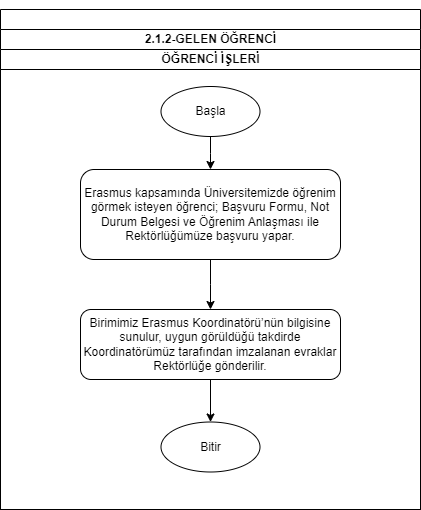 2.1.2-GELEN ÖĞRENCİ
ÖĞRENCİ İŞLERİ
Başla
Erasmus kapsamında Üniversitemizde öğrenim
görmek isteyen öğrenci; Başvuru Formu, Not
Durum Belgesi ve Öğrenim Anlaşması ile
Rektörlüğümüze başvuru yapar.
Birimimiz Erasmus Koordinatörü’nün bilgisine
sunulur, uygun görüldüğü takdirde
Koordinatörümüz tarafından imzalanan evraklar
Rektörlüğe gönderilir.
Bitir